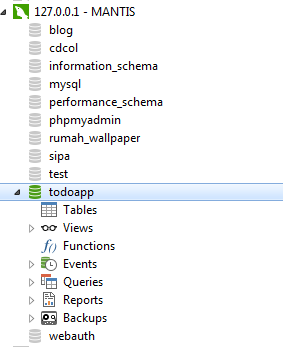 127.0.0.1 - MANTIS
blog
cdcol
information_schema
mysql
performance_schema
phpmyadmin
rumah_wallpaper
sipa
test
todoapp
Tables
Views
f() Functions
Events
Queries
Reports
Backups
webauth